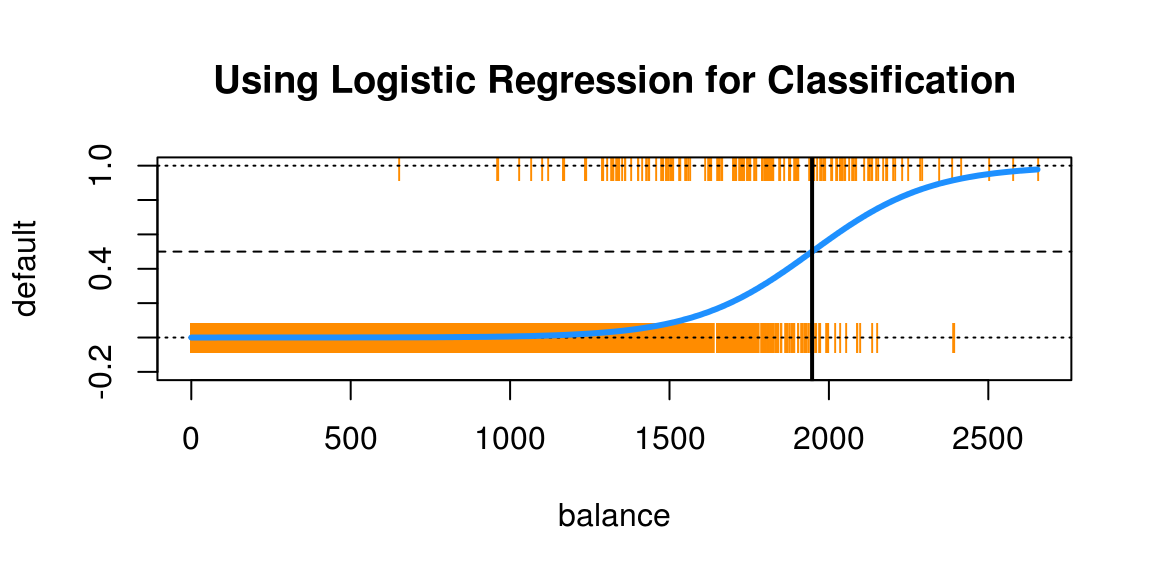 Using Logistic Regression for Classification
1.0
0.4
-0.2
default
0 500 1000 1500 2000 2500
balance